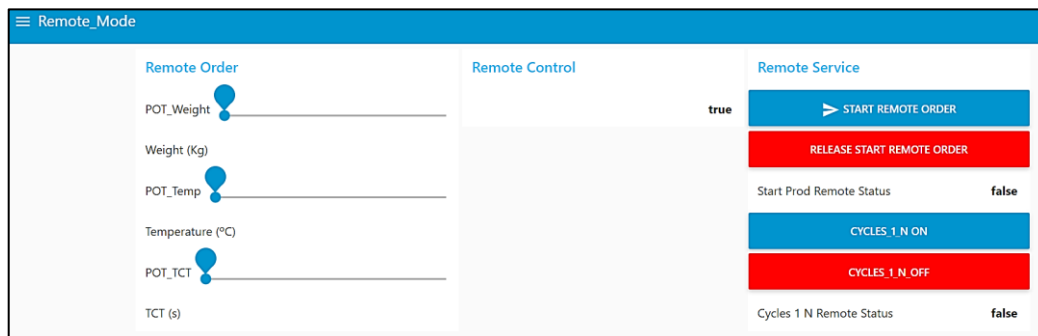 Remote_Mode
Remote Order
POT_Weight
Weight (Kg)
POT_Temp
Temperature (ºC)
POT_TCT
TCT (s)
Remote Control
true
Remote Service
START REMOTE ORDER
RELEASE START REMOTE ORDER
Start Prod Remote Status false
CYCLES_1_N ON
CYCLES_1_N_OFF
Cycles 1 N Remote Status false